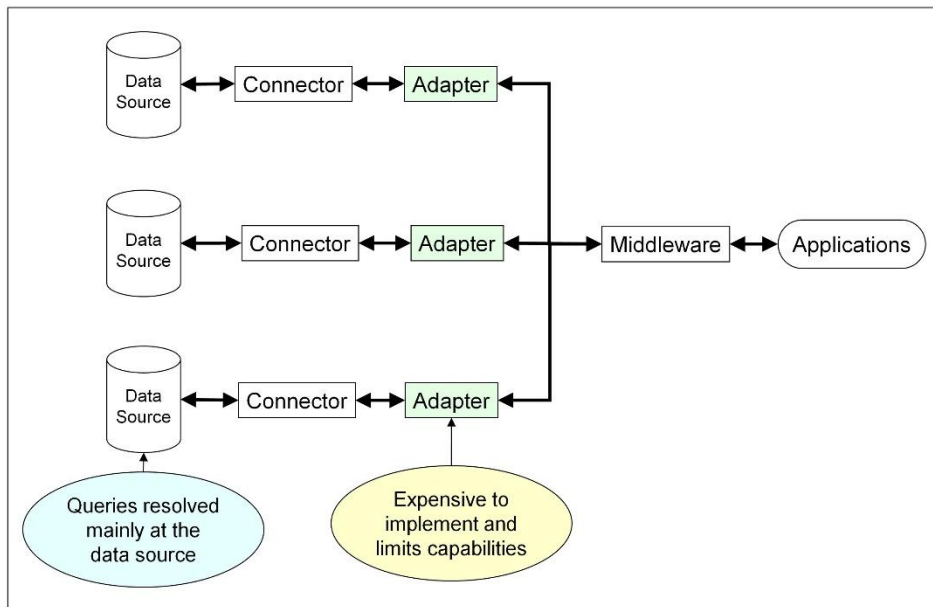 Data
Source
Connector
Adapter
Data
Source
Connector
Adapter
Middleware
Applications
Data
Source
Connector
Adapter
Queries resolved
mainly at the
data source
Expensive to
implement and
limits capabilities